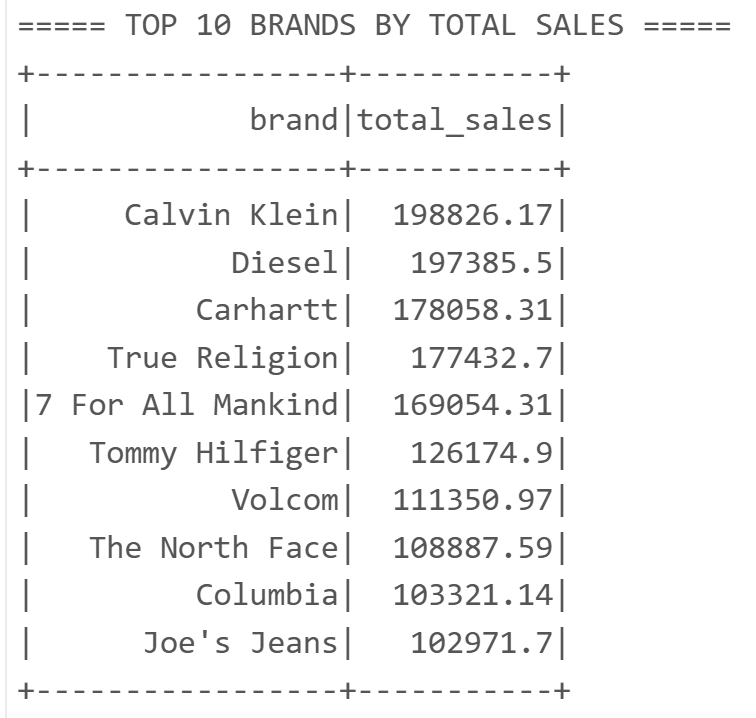 ===== TOP 10 BRANDS BY TOTAL SALES =====
+-----------------+-----------+
|            brand|total_sales|
+-----------------+-----------+
|     Calvin Klein|  198826.17|
|           Diesel|   197385.5|
|         Carhartt|  178058.31|
|    True Religion|   177432.7|
|7 For All Mankind|  169054.31|
|   Tommy Hilfiger|   126174.9|
|           Volcom|  111350.97|
|   The North Face|  108887.59|
|         Columbia|  103321.14|
|      Joe's Jeans|   102971.7|
+-----------------+-----------+